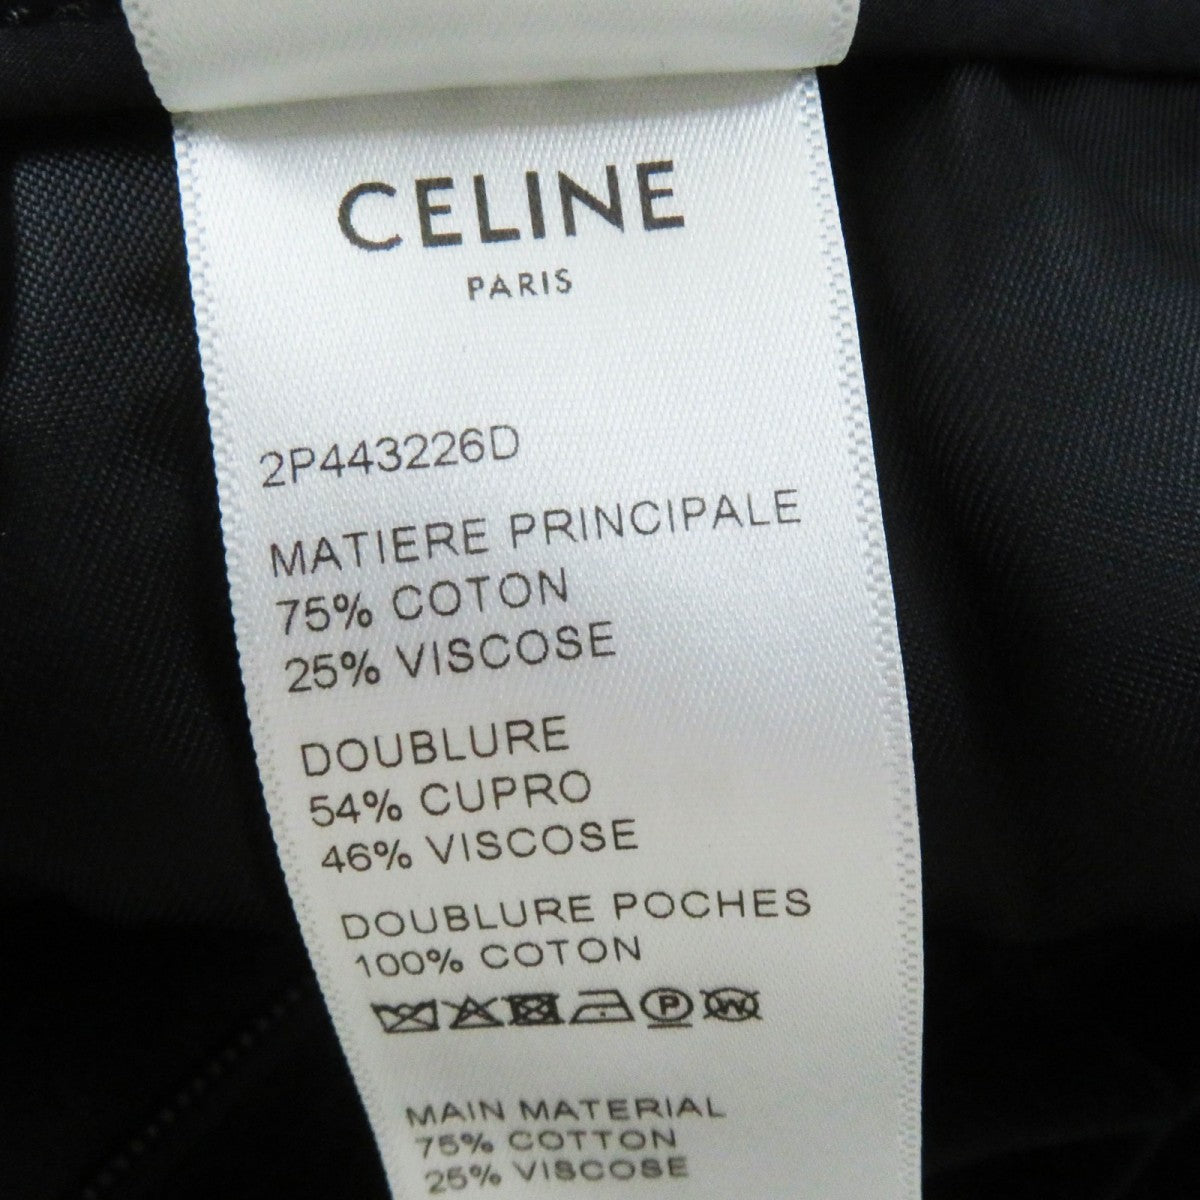 CELINE
PARIS
2P443226D
MATIERE PRINCIPALE
75% COTON
25% VISCOSE
DOUBLURE
54% CUPRO
46% VISCOSE
DOUBLURE POCHES
100% COTON
P W
MAIN MATERIAL
75% COTTON
25% VISCOSE